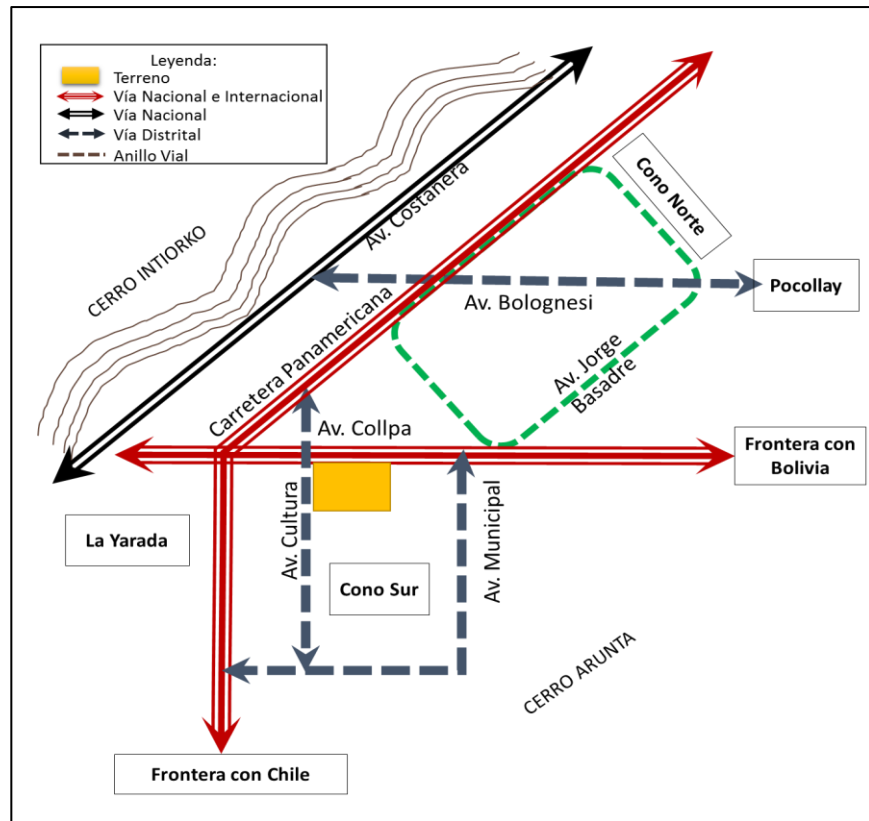 Leyenda:
Terreno
Vía Nacional e Internacional
Vía Nacional
Vía Distrital
Anillo Vial
CERRO INTIORKO
Av. Costanera
Cono Norte
Carretera Panamericana
Av. Bolognesi
Pocollay
Av. Jorge
Basadre
Av. Collpa
Frontera con
Bolivia
La Yarada
Av. Cultura
Cono Sur
Av. Municipal
CERRO ARUNTA
Frontera con Chile